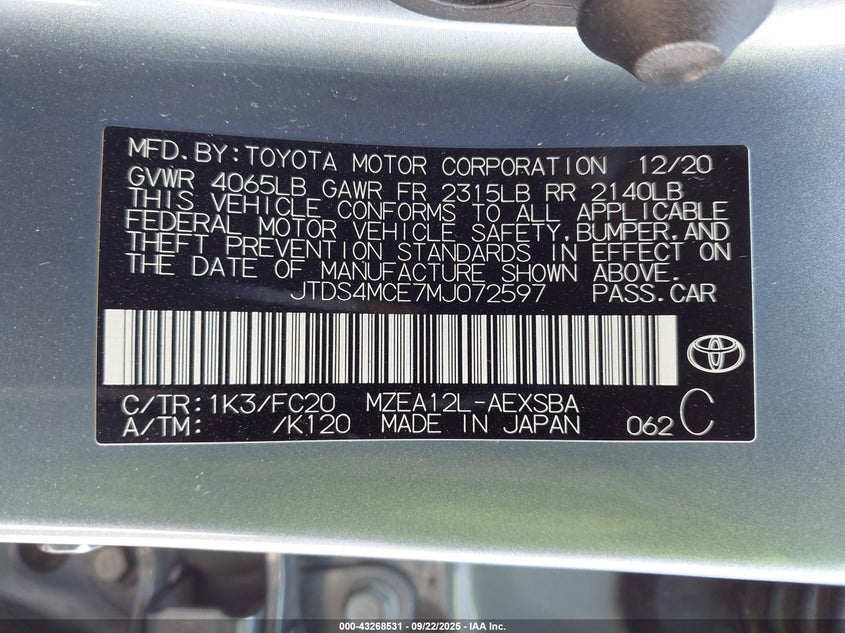 MFD.BY:TOYOTA MOTOR CORPORATION 12/20
GVWR 4065LB GAWR FR 2315LB RR 2140LB
THIS VEHICLE CONFORMS TO ALL APPLICABLE
FEDERAL MOTOR VEHICLE SAFETY,BUMPER,AND
THEFT PREVENTION STANDARDS IN EFFECT ON
THE DATE OF MANUFACTURE SHOWN ABOVE.
JTDS4MCE7MJ072597 PASS.CAR
C/TR:1K3/FC20 MZEA12L-AEXSBA
A/TM: /K120 MADE IN JAPAN 062 C
000-43268531 | 09/22/2025 - IAA Inc.